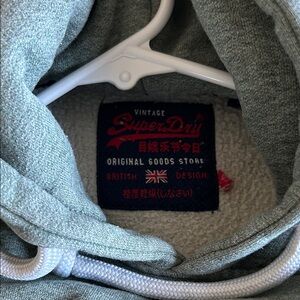 VINTAGE
SuperDry
ORIGINAL GOODS STORE
BRITISH DESIGN
極度乾燥(しなさい)